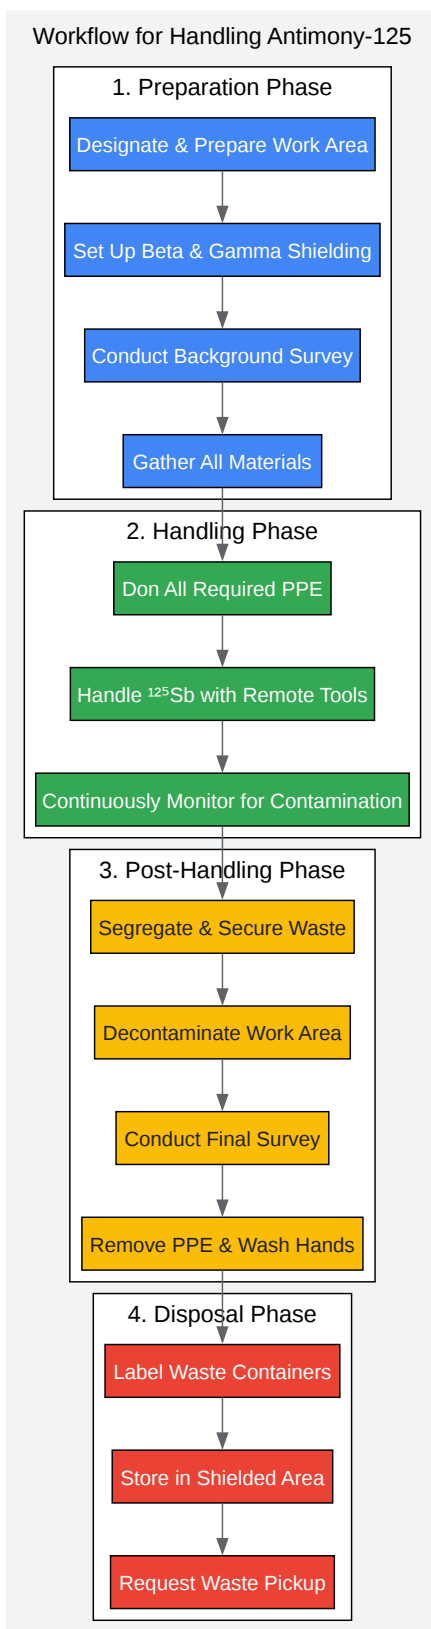 Workflow for Handling Antimony-125
1. Preparation Phase
Designate & Prepare Work Area
Set Up Beta & Gamma Shielding
Conduct Background Survey
Gather All Materials
2. Handling Phase
Don All Required PPE
Handle ¹²⁵Sb with Remote Tools
Continuously Monitor for Contamination
3. Post-Handling Phase
Segregate & Secure Waste
Decontaminate Work Area
Conduct Final Survey
Remove PPE & Wash Hands
4. Disposal Phase
Label Waste Containers
Store in Shielded Area
Request Waste Pickup